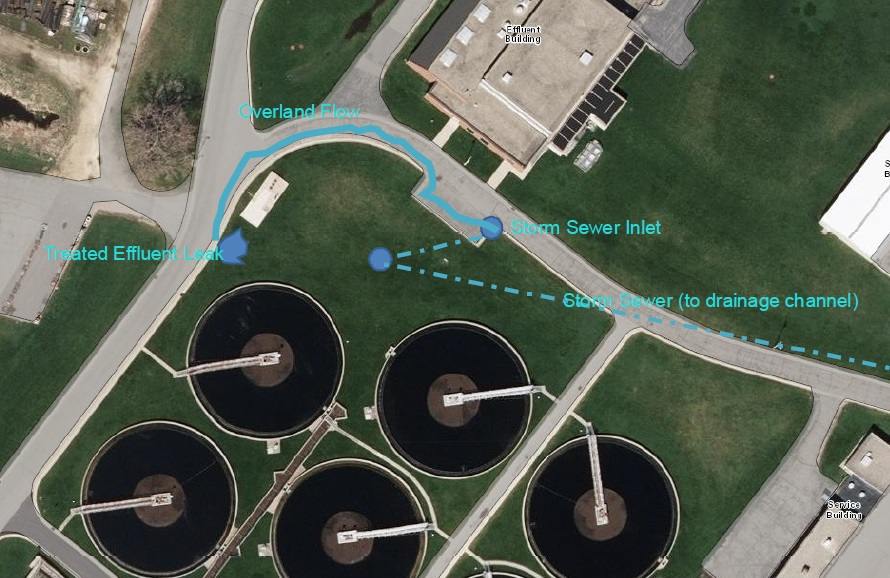 Effluent
Building
Overland Flow
Storm Sewer Inlet
Treated Effluent Leak
Storm Sewer (to drainage channel)
Service
Building